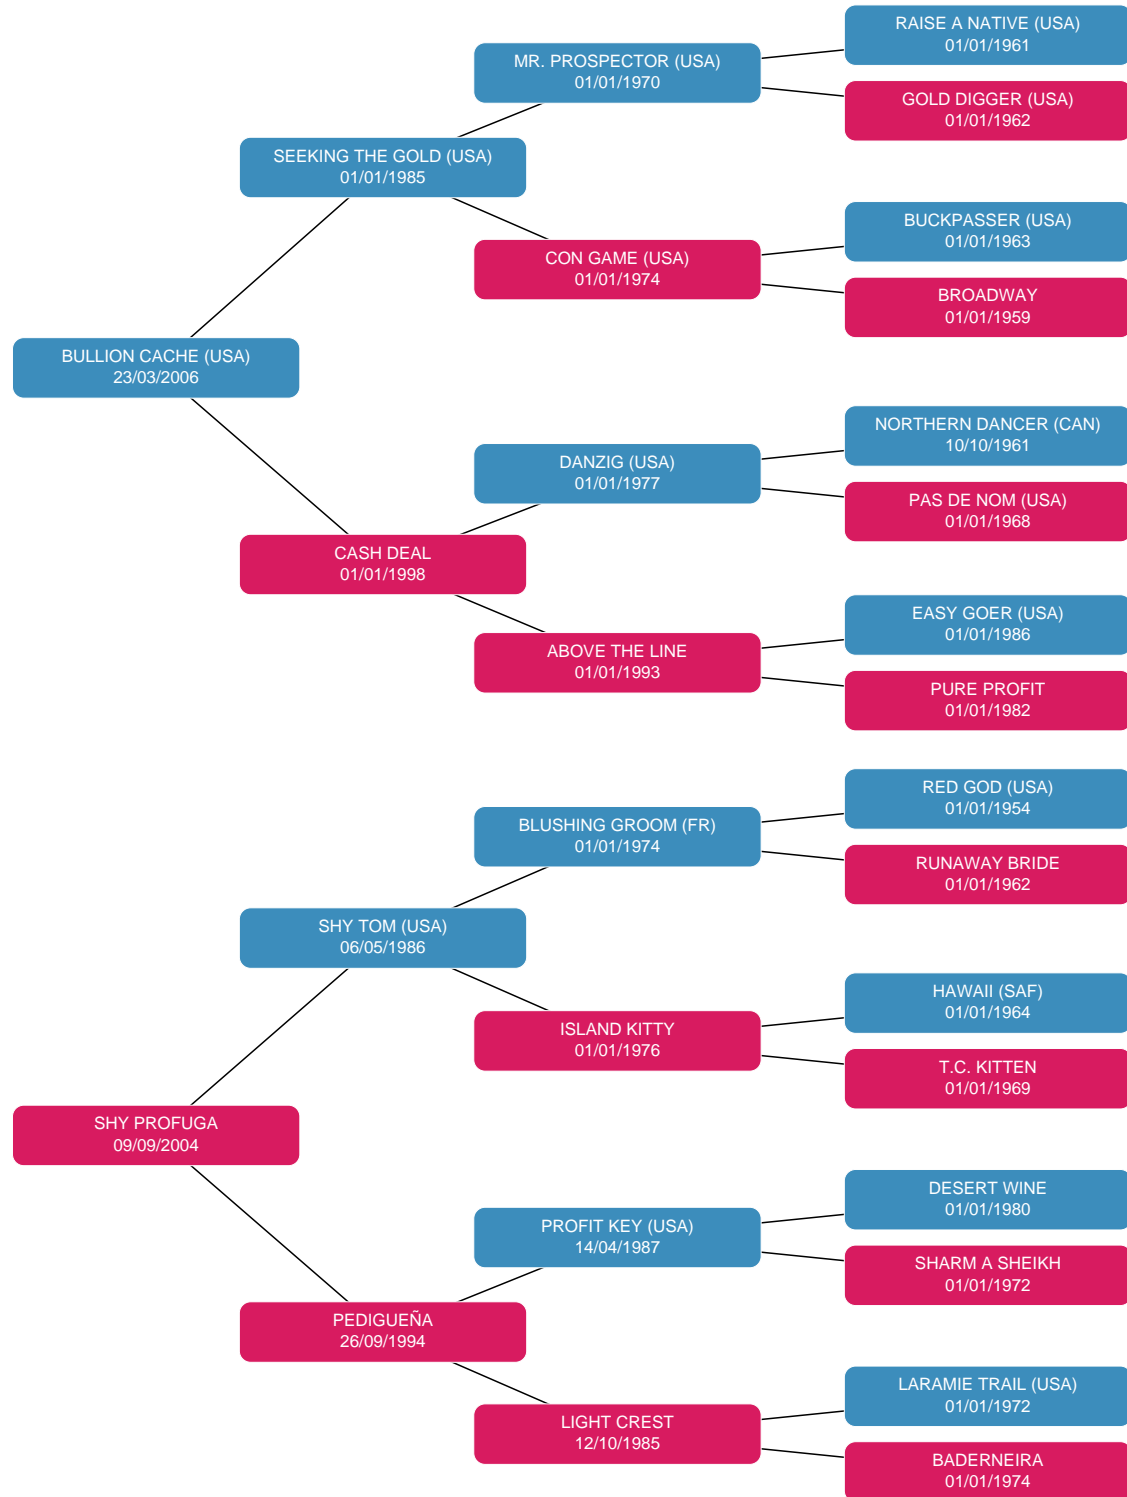 RAISE A NATIVE (USA)
01/01/1961
MR. PROSPECTOR (USA)
01/01/1970
GOLD DIGGER (USA)
01/01/1962
SEEKING THE GOLD (USA)
01/01/1985
BUCKPASSER (USA)
01/01/1963
CON GAME (USA)
01/01/1974
BROADWAY
01/01/1959
BULLION CACHE (USA)
23/03/2006
NORTHERN DANCER (CAN)
10/10/1961
DANZIG (USA)
01/01/1977
PAS DE NOM (USA)
01/01/1968
CASH DEAL
01/01/1998
EASY GOER (USA)
01/01/1986
ABOVE THE LINE
01/01/1993
PURE PROFIT
01/01/1982
RED GOD (USA)
01/01/1954
BLUSHING GROOM (FR)
01/01/1974
RUNAWAY BRIDE
01/01/1962
SHY TOM (USA)
06/05/1986
HAWAII (SAF)
01/01/1964
ISLAND KITTY
01/01/1976
T.C. KITTEN
01/01/1969
SHY PROFUGA
09/09/2004
DESERT WINE
01/01/1980
PROFIT KEY (USA)
14/04/1987
SHARM A SHEIKH
01/01/1972
PEDIGUEÑA
26/09/1994
LARAMIE TRAIL (USA)
01/01/1972
LIGHT CREST
12/10/1985
BADERNEIRA
01/01/1974